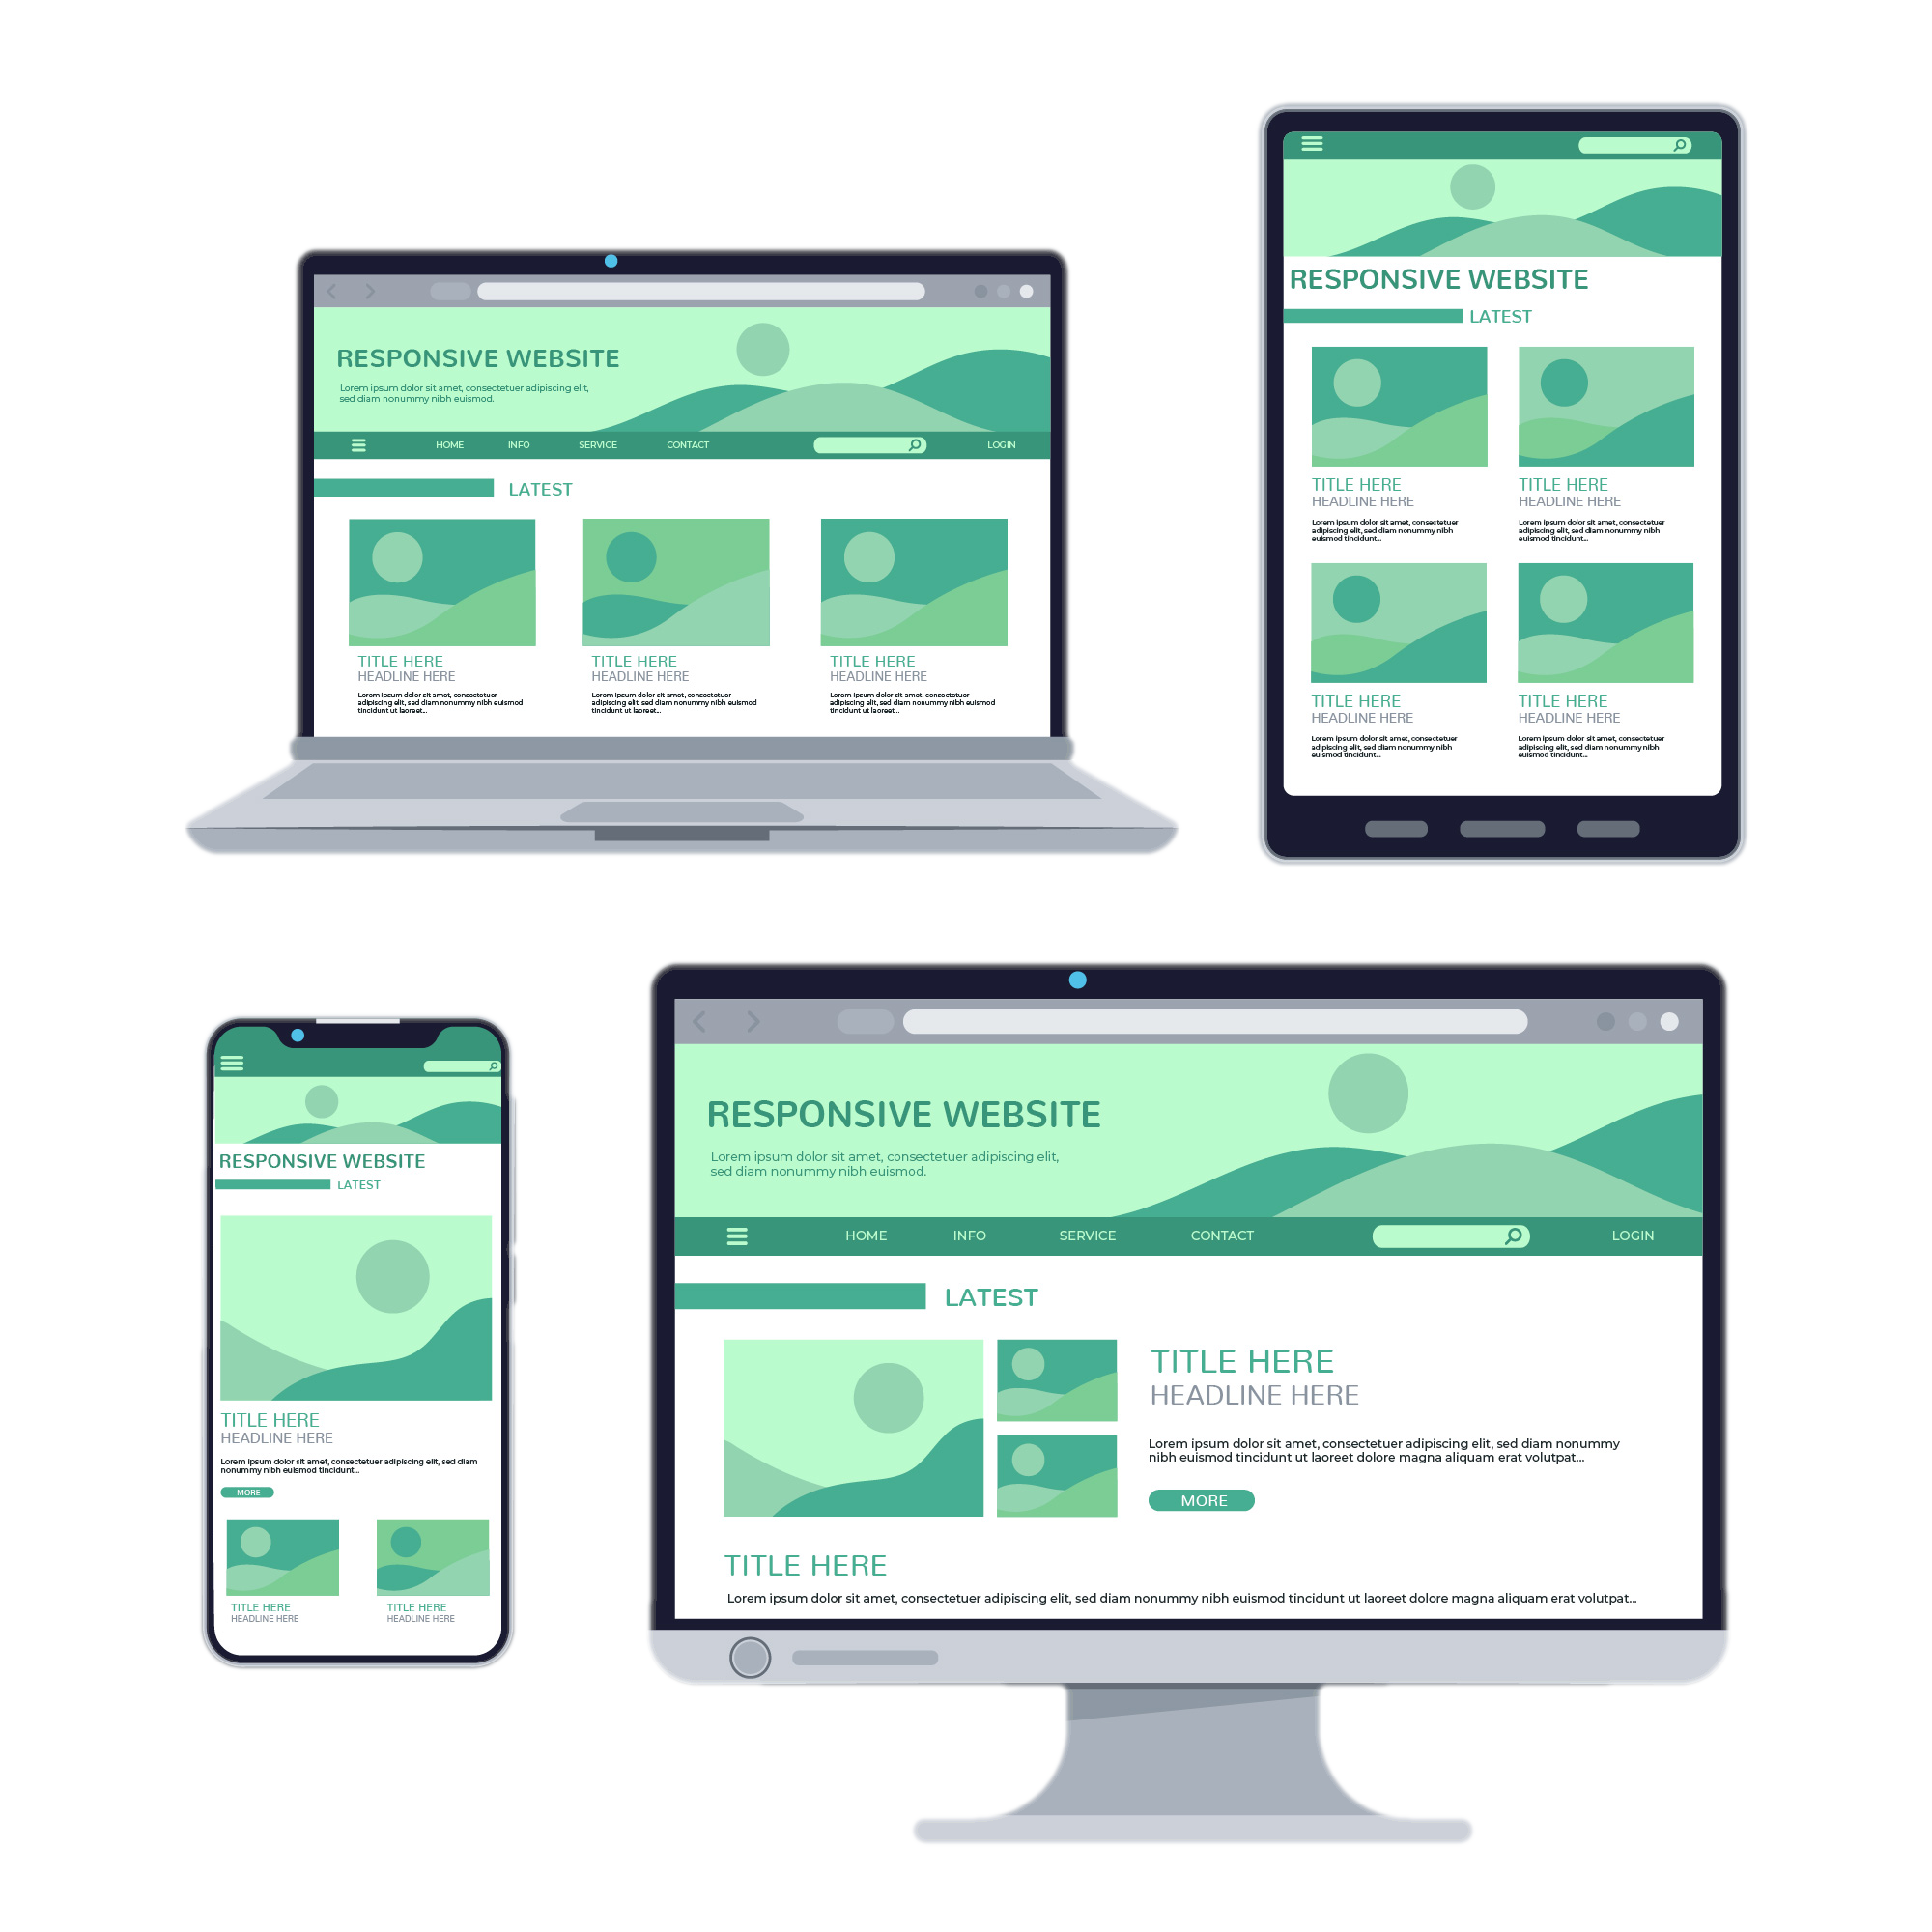 RESPONSIVE WEBSITE
Lorem ipsum dolor sit amet, consectetuer adipiscing elit,
sed diam nonummy nibh euismod.
HOME INFO SERVICE CONTACT LOGIN
LATEST
TITLE HERE
HEADLINE HERE
Lorem ipsum dolor sit amet, consectetuer
adipiscing elit, sed diam nonummy nibh euismod
tincidunt ut laoreet...
TITLE HERE
HEADLINE HERE
Lorem ipsum dolor sit amet, consectetuer
adipiscing elit, sed diam nonummy nibh euismod
tincidunt ut laoreet...
TITLE HERE
HEADLINE HERE
Lorem ipsum dolor sit amet, consectetuer
adipiscing elit, sed diam nonummy nibh euismod
tincidunt ut laoreet...
RESPONSIVE WEBSITE
LATEST
TITLE HERE
HEADLINE HERE
Lorem ipsum dolor sit amet, consectetuer
adipiscing elit, sed diam nonummy nibh
euismod tincidunt...
TITLE HERE
HEADLINE HERE
Lorem ipsum dolor sit amet, consectetuer
adipiscing elit, sed diam nonummy nibh
euismod tincidunt...
TITLE HERE
HEADLINE HERE
Lorem ipsum dolor sit amet, consectetuer
adipiscing elit, sed diam nonummy nibh
euismod tincidunt...
TITLE HERE
HEADLINE HERE
Lorem ipsum dolor sit amet, consectetuer
adipiscing elit, sed diam nonummy nibh
euismod tincidunt...
RESPONSIVE WEBSITE
LATEST
TITLE HERE
HEADLINE HERE
Lorem ipsum dolor sit amet, consectetuer adipiscing elit, sed diam
nonummy nibh euismod tincidunt...
MORE
TITLE HERE
HEADLINE HERE
TITLE HERE
HEADLINE HERE
RESPONSIVE WEBSITE
Lorem ipsum dolor sit amet, consectetuer adipiscing elit,
sed diam nonummy nibh euismod.
HOME INFO SERVICE CONTACT LOGIN
LATEST
TITLE HERE
HEADLINE HERE
Lorem ipsum dolor sit amet, consectetuer adipiscing elit, sed diam nonummy
nibh euismod tincidunt ut laoreet dolore magna aliquam erat volutpat...
MORE
TITLE HERE
Lorem ipsum dolor sit amet, consectetuer adipiscing elit, sed diam nonummy nibh euismod tincidunt ut laoreet dolore magna aliquam erat volutpat...